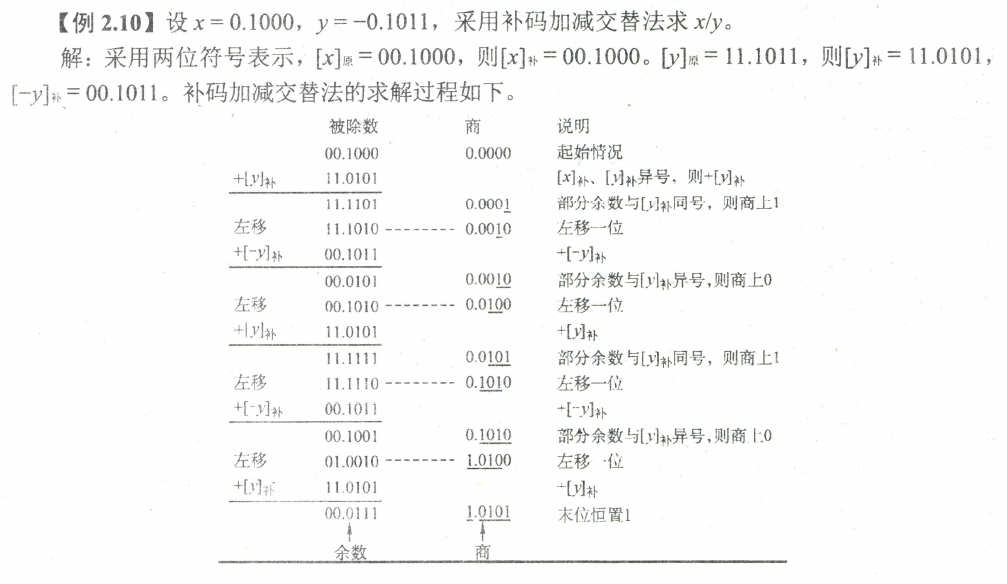 【例 2.10】设 x = 0.1000，y = -0.1011，采用补码加减交替法求 x/y。
解：采用两位符号表示，[x]原 = 00.1000，则[x]补 = 00.1000。[y]原 = 11.1011，则[y]补 = 11.0101，
[-y]补 = 00.1011。补码加减交替法的求解过程如下。
被除数 商 说明
00.1000 0.0000 起始情况
+[y]补 11.0101 [x]补、[y]补异号，则+[y]补
11.1101 0.0001 部分余数与[y]补同号，则商上1
左移 11.1010 -------- 0.0010 左移一位
+[-y]补 00.1011 +[-y]补
00.0101 0.0010 部分余数与[y]补异号,则商上0
左移 00.1010 -------- 0.0100 左移一位
+[y]补 11.0101 +[y]补
11.1111 0.0101 部分余数与[y]补同号，则商上1
左移 11.1110 -------- 0.1010 左移一位
+[-y]补 00.1011 +[-y]补
00.1001 0.1010 部分余数与[y]补异号,则商上0
左移 01.0010 -------- 1.0100 左移一位
+[y]补 11.0101 +[y]补
00.0111 1.0101 末位恒置1
余数 商